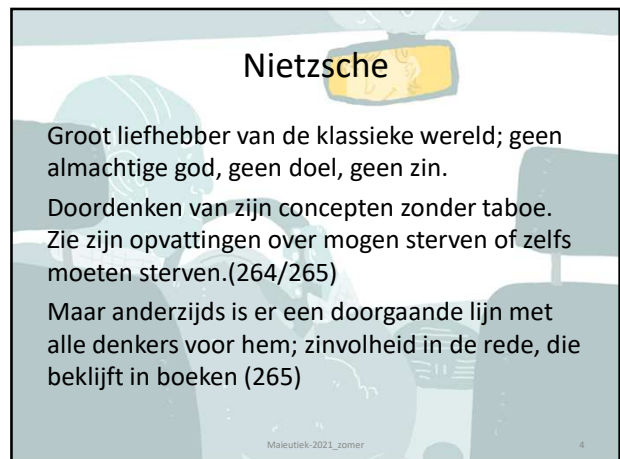 Nietzsche
Groot liefhebber van de klassieke wereld; geen
almachtige god, geen doel, geen zin.
Doordenken van zijn concepten zonder taboe.
Zie zijn opvattingen over mogen sterven of zelfs
moeten sterven.(264/265)
Maar anderzijds is er een doorgaande lijn met
alle denkers voor hem; zinvolheid in de rede, die
beklijft in boeken (265)
Maieutiek-2021_zomer 4